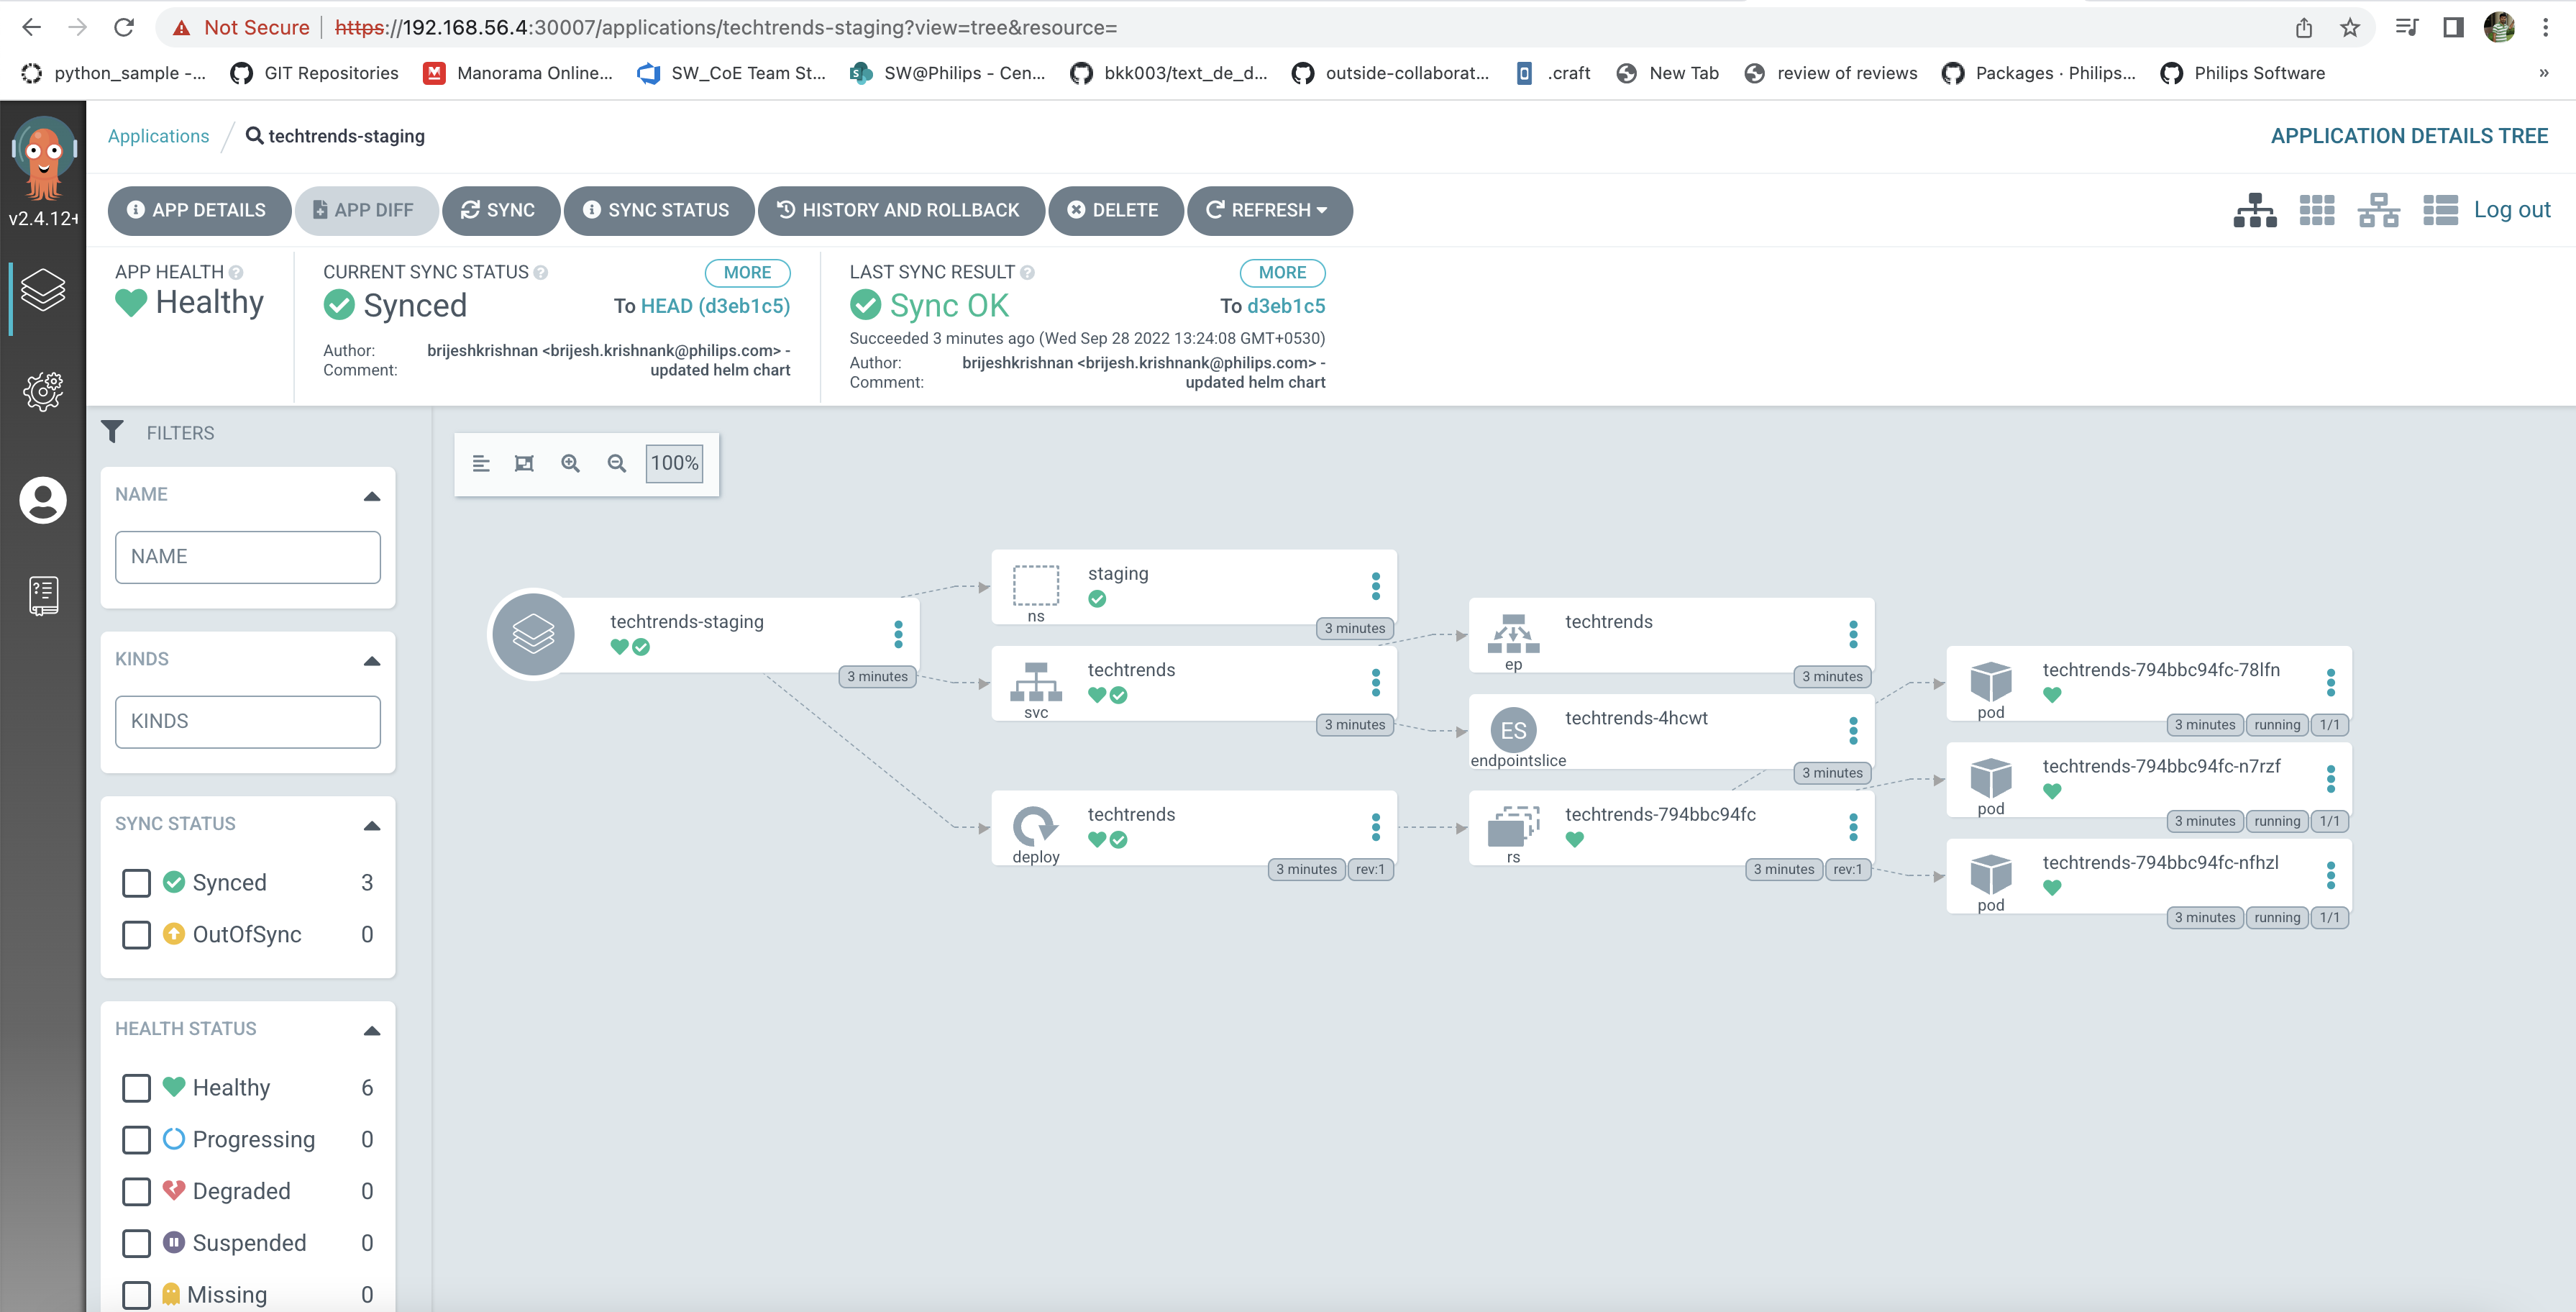 Not Secure https://192.168.56.4:30007/applications/techtrends-staging?view=tree&resource=
python_sample -... GIT Repositories Manorama Online... SW_CoE Team St... SW@Philips - Cen... bkk003/text_de_d... outside-collaborat... .craft New Tab review of reviews Packages · Philips... Philips Software »
Applications / techtrends-staging APPLICATION DETAILS TREE
v2.4.12+
APP DETAILS APP DIFF SYNC SYNC STATUS HISTORY AND ROLLBACK DELETE REFRESH Log out
APP HEALTH
Healthy
CURRENT SYNC STATUS MORE
Synced To HEAD (d3eb1c5)
Author: brijeshkrishnan <brijesh.krishnank@philips.com> -
Comment: updated helm chart
LAST SYNC RESULT MORE
Sync OK To d3eb1c5
Succeeded 3 minutes ago (Wed Sep 28 2022 13:24:08 GMT+0530)
Author: brijeshkrishnan <brijesh.krishnank@philips.com> -
Comment: updated helm chart
FILTERS
NAME
NAME
KINDS
KINDS
SYNC STATUS
Synced 3
OutOfSync 0
HEALTH STATUS
Healthy 6
Progressing 0
Degraded 0
Suspended 0
Missing 0
100%
techtrends-staging
3 minutes
staging
ns
3 minutes
techtrends
svc
3 minutes
techtrends
deploy
3 minutes rev:1
techtrends
ep
3 minutes
ES
techtrends-4hcwt
endpointslice
3 minutes
techtrends-794bbc94fc
rs
3 minutes rev:1
techtrends-794bbc94fc-78lfn
pod
3 minutes running 1/1
techtrends-794bbc94fc-n7rzf
pod
3 minutes running 1/1
techtrends-794bbc94fc-nfhzl
pod
3 minutes running 1/1